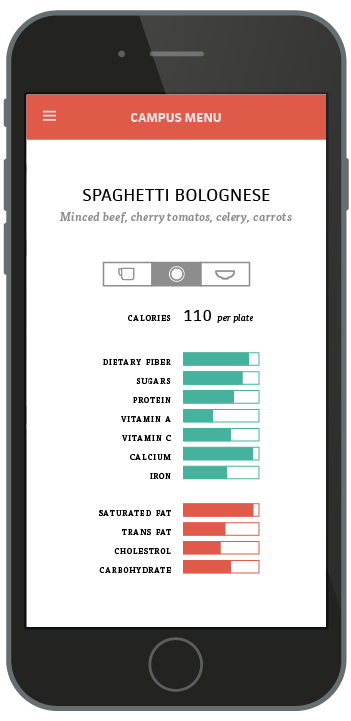 CAMPUS MENU
SPAGHETTI BOLOGNESE
Minced beef, cherry tomatos, celery, carrots
CALORIES 110 per plate
DIETARY FIBER
SUGARS
PROTEIN
VITAMIN A
VITAMIN C
CALCIUM
IRON
SATURATED FAT
TRANS FAT
CHOLESTROL
CARBOHYDRATE